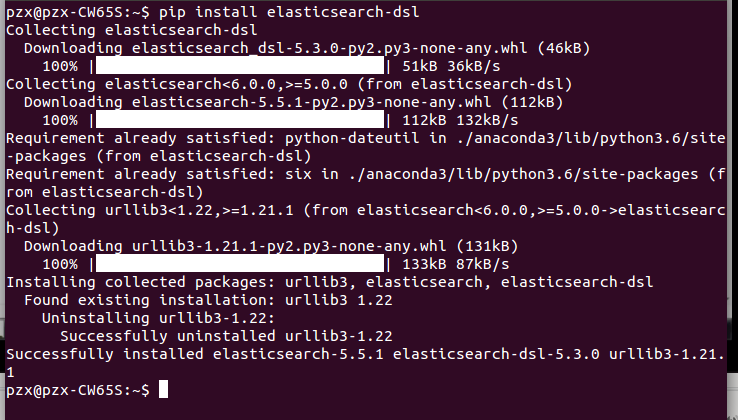 pzx@pzx-CW65S:~$ pip install elasticsearch-dsl
Collecting elasticsearch-dsl
  Downloading elasticsearch_dsl-5.3.0-py2.py3-none-any.whl (46kB)
    100% |                                | 51kB 36kB/s
Collecting elasticsearch<6.0.0,>=5.0.0 (from elasticsearch-dsl)
  Downloading elasticsearch-5.5.1-py2.py3-none-any.whl (112kB)
    100% |                                | 112kB 132kB/s
Requirement already satisfied: python-dateutil in ./anaconda3/lib/python3.6/site
-packages (from elasticsearch-dsl)
Requirement already satisfied: six in ./anaconda3/lib/python3.6/site-packages (f
rom elasticsearch-dsl)
Collecting urllib3<1.22,>=1.21.1 (from elasticsearch<6.0.0,>=5.0.0->elasticsearc
h-dsl)
  Downloading urllib3-1.21.1-py2.py3-none-any.whl (131kB)
    100% |                                | 133kB 87kB/s
Installing collected packages: urllib3, elasticsearch, elasticsearch-dsl
  Found existing installation: urllib3 1.22
    Uninstalling urllib3-1.22:
      Successfully uninstalled urllib3-1.22
Successfully installed elasticsearch-5.5.1 elasticsearch-dsl-5.3.0 urllib3-1.21.
1
pzx@pzx-CW65S:~$